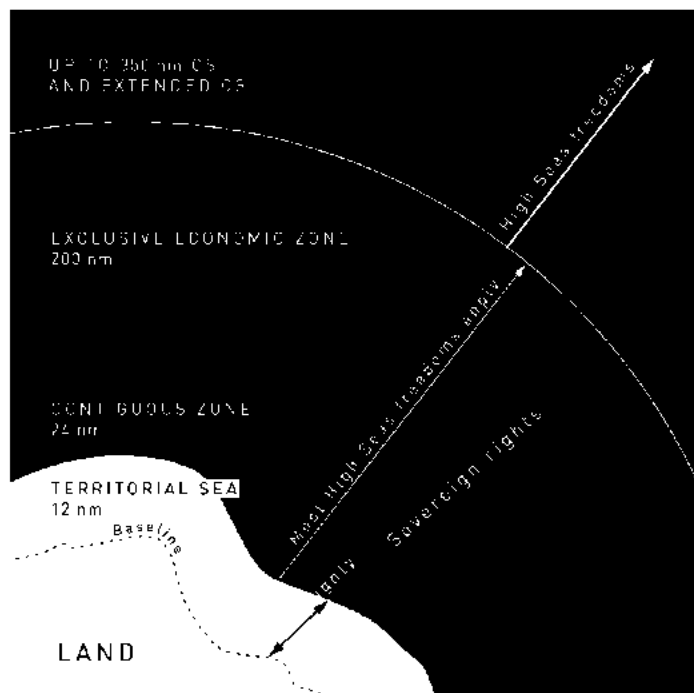 UP TO 350 nm CS
AND EXTENDED CS
High Seas freedoms
EXCLUSIVE ECONOMIC ZONE
200 nm
Most High Seas freedoms apply
CONTIGUOUS ZONE
24 nm
Sovereign rights
TERRITORIAL SEA
12 nm
Baseline
LAND